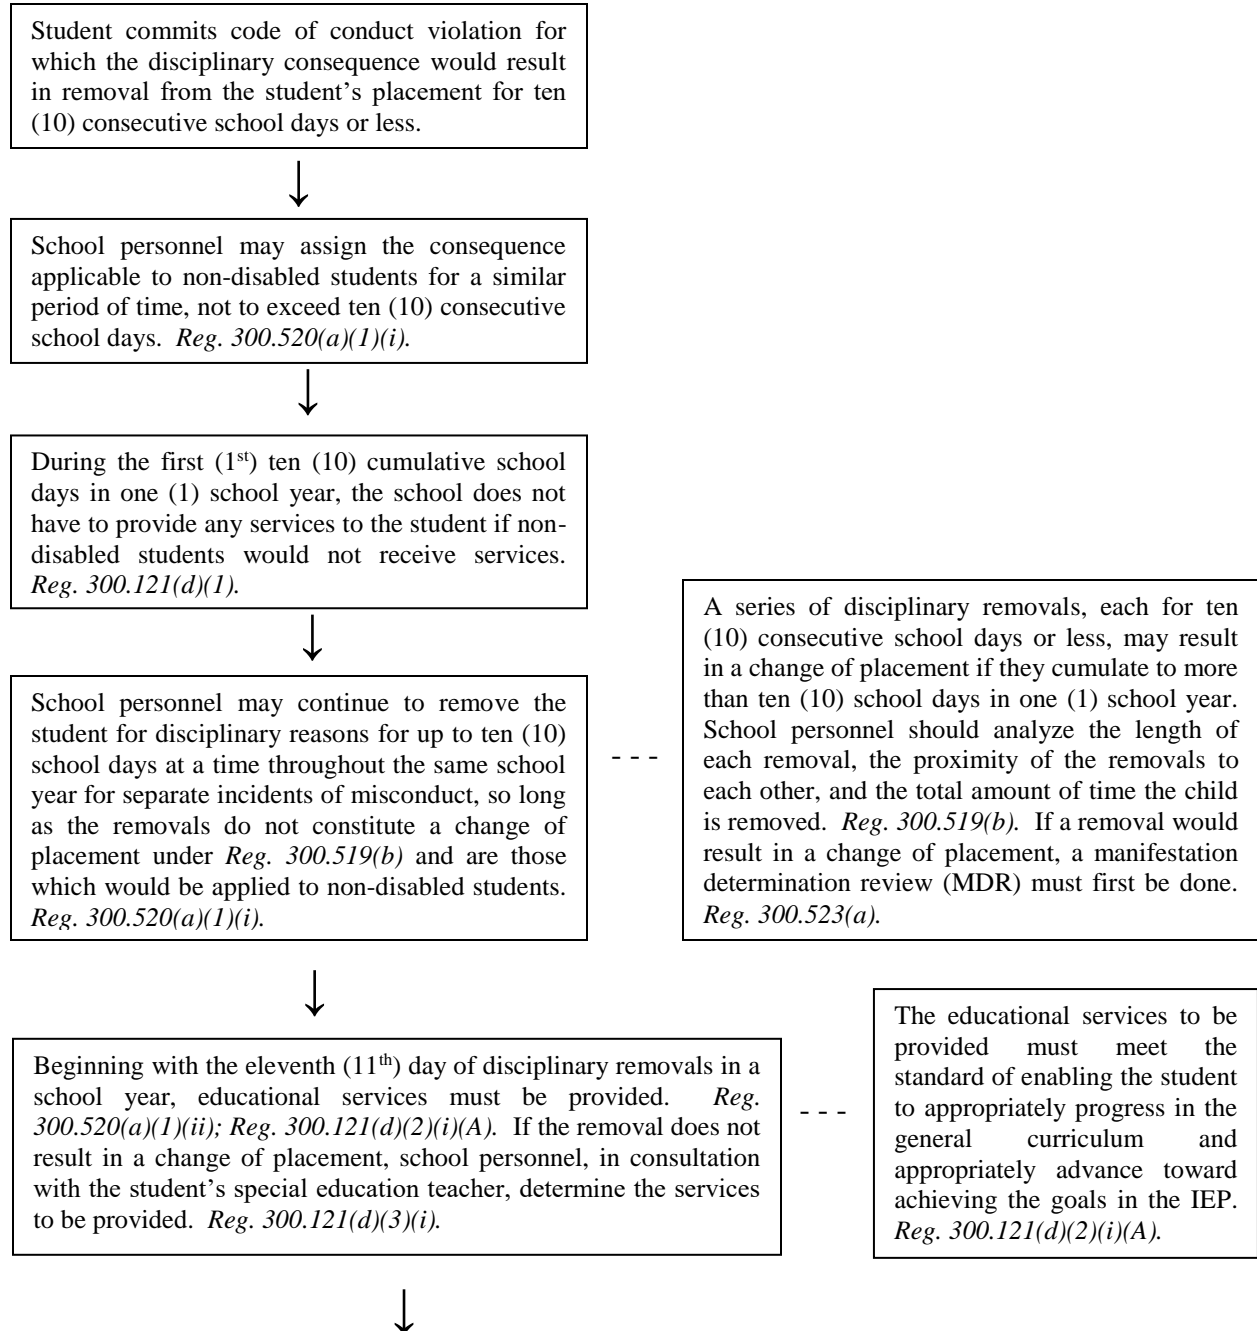 Student commits code of conduct violation for
which the disciplinary consequence would result
in removal from the student’s placement for ten
(10) consecutive school days or less.
↓
School personnel may assign the consequence
applicable to non-disabled students for a similar
period of time, not to exceed ten (10) consecutive
school days. Reg. 300.520(a)(1)(i).
↓
During the first (1st) ten (10) cumulative school
days in one (1) school year, the school does not
have to provide any services to the student if non-
disabled students would not receive services.
Reg. 300.121(d)(1).
↓
School personnel may continue to remove the
student for disciplinary reasons for up to ten (10)
school days at a time throughout the same school
year for separate incidents of misconduct, so long
as the removals do not constitute a change of
placement under Reg. 300.519(b) and are those
which would be applied to non-disabled students.
Reg. 300.520(a)(1)(i).
- - -
A series of disciplinary removals, each for ten
(10) consecutive school days or less, may result
in a change of placement if they cumulate to more
than ten (10) school days in one (1) school year.
School personnel should analyze the length of
each removal, the proximity of the removals to
each other, and the total amount of time the child
is removed. Reg. 300.519(b). If a removal would
result in a change of placement, a manifestation
determination review (MDR) must first be done.
Reg. 300.523(a).
↓
Beginning with the eleventh (11th) day of disciplinary removals in a
school year, educational services must be provided. Reg.
300.520(a)(1)(ii); Reg. 300.121(d)(2)(i)(A). If the removal does not
result in a change of placement, school personnel, in consultation
with the student’s special education teacher, determine the services
to be provided. Reg. 300.121(d)(3)(i).
- - -
The educational services to be
provided must meet the
standard of enabling the student
to appropriately progress in the
general curriculum and
appropriately advance toward
achieving the goals in the IEP.
Reg. 300.121(d)(2)(i)(A).
↓